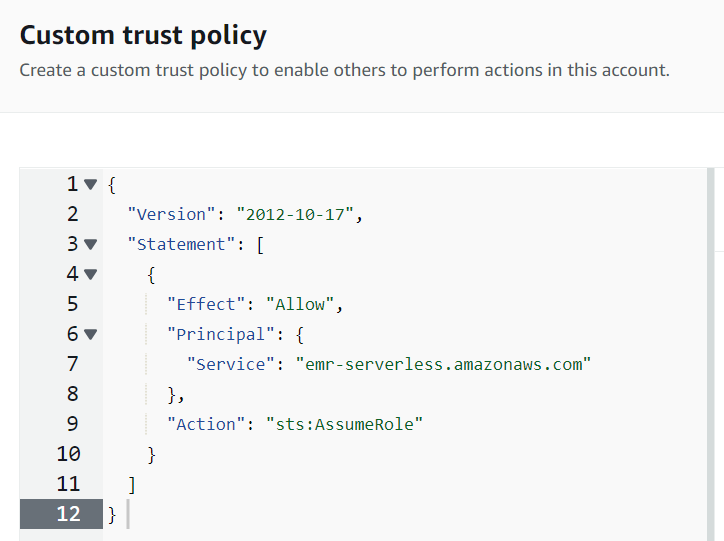 Custom trust policy
Create a custom trust policy to enable others to perform actions in this account.
1 {
2 "Version": "2012-10-17",
3 "Statement": [
4 {
5 "Effect": "Allow",
6 "Principal": {
7 "Service": "emr-serverless.amazonaws.com"
8 },
9 "Action": "sts:AssumeRole"
10 }
11 ]
12 }